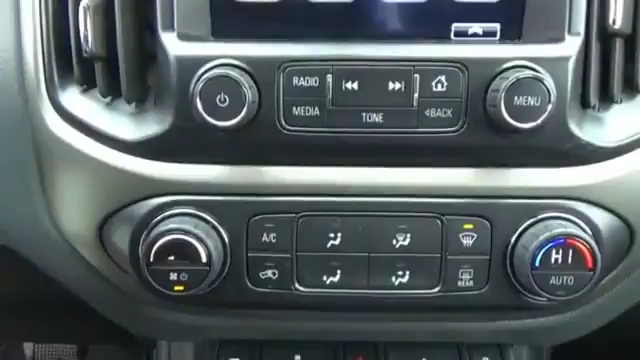 RADIO
MENU
MEDIA
TONE
BACK
A/C
HI
AUTO
REAR